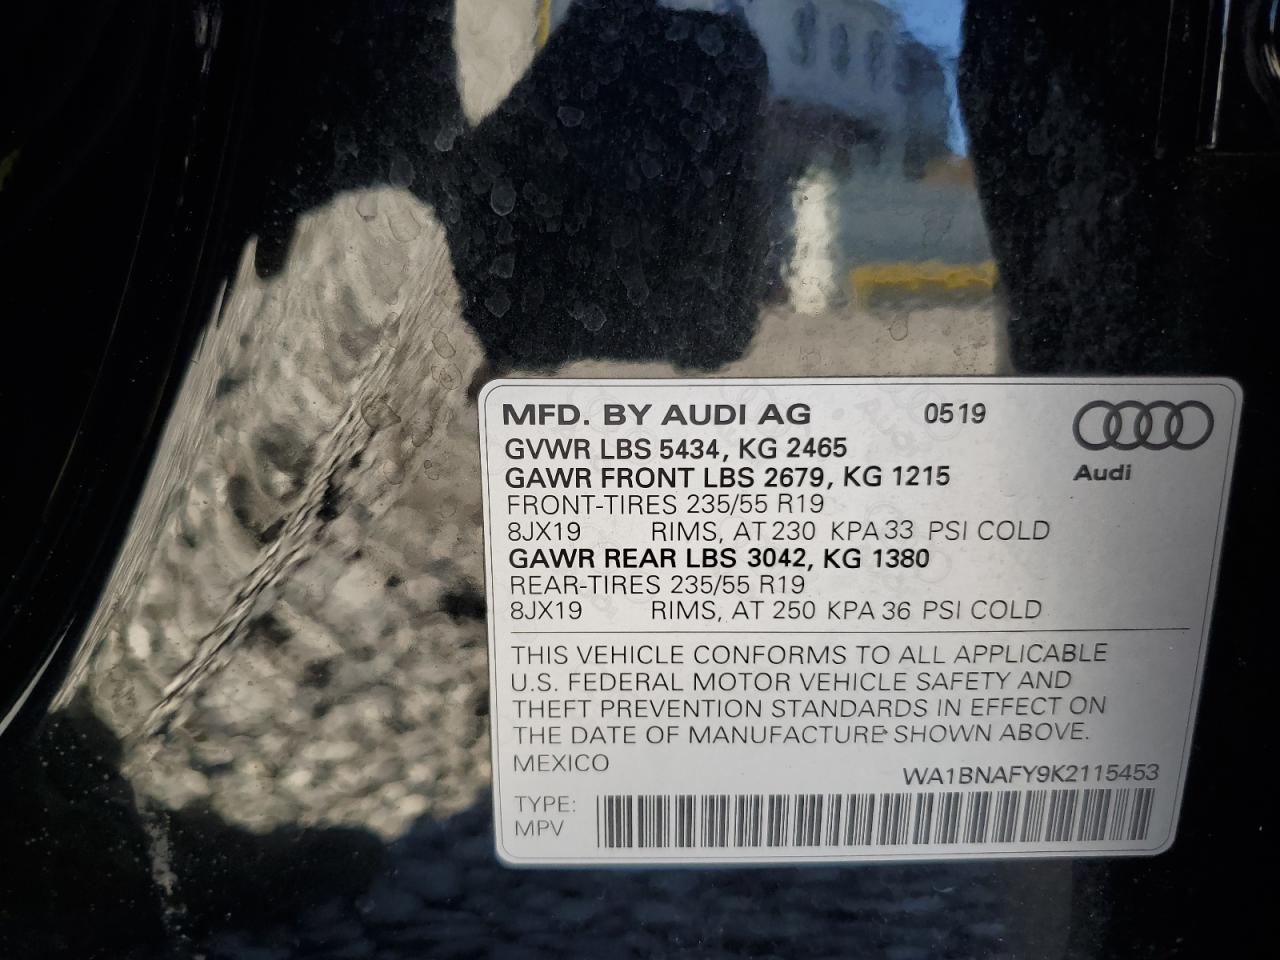 MFD. BY AUDI AG 0519
GVWR LBS 5434, KG 2465
GAWR FRONT LBS 2679, KG 1215
Audi
FRONT-TIRES 235/55 R19
8JX19 RIMS, AT 230 KPA 33 PSI COLD
GAWR REAR LBS 3042, KG 1380
REAR-TIRES 235/55 R19
8JX19 RIMS, AT 250 KPA 36 PSI COLD
THIS VEHICLE CONFORMS TO ALL APPLICABLE
U.S. FEDERAL MOTOR VEHICLE SAFETY AND
THEFT PREVENTION STANDARDS IN EFFECT ON
THE DATE OF MANUFACTURE SHOWN ABOVE.
MEXICO
WA1BNAFY9K2115453
TYPE:
MPV